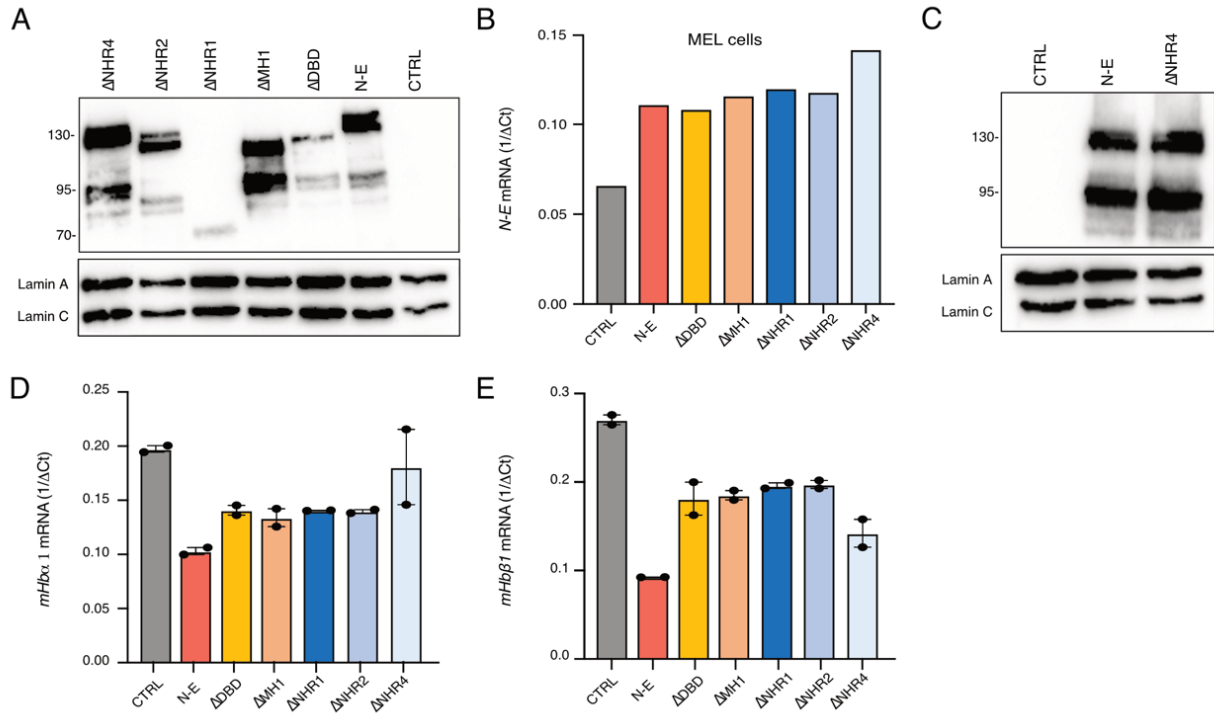 A
ΔNHR4
ΔNHR2
ΔNHR1
ΔMH1
ΔDBD
N-E
CTRL
130-
95-
70-
Lamin A
Lamin C
B
MEL cells
N-E mRNA (1/ΔCt)
0.15
0.10
0.05
0.00
CTRL
N-E
ΔDBD
ΔMH1
ΔNHR1
ΔNHR2
ΔNHR4
C
CTRL
N-E
ΔNHR4
130-
95-
Lamin A
Lamin C
D
mHbα 1 mRNA (1/ΔCt)
0.25
0.20
0.15
0.10
0.05
0.00
CTRL
N-E
ΔDBD
ΔMH1
ΔNHR1
ΔNHR2
ΔNHR4
E
mHbβ1 mRNA (1/ΔCt)
0.3
0.2
0.1
0.0
CTRL
N-E
ΔDBD
ΔMH1
ΔNHR1
ΔNHR2
ΔNHR4